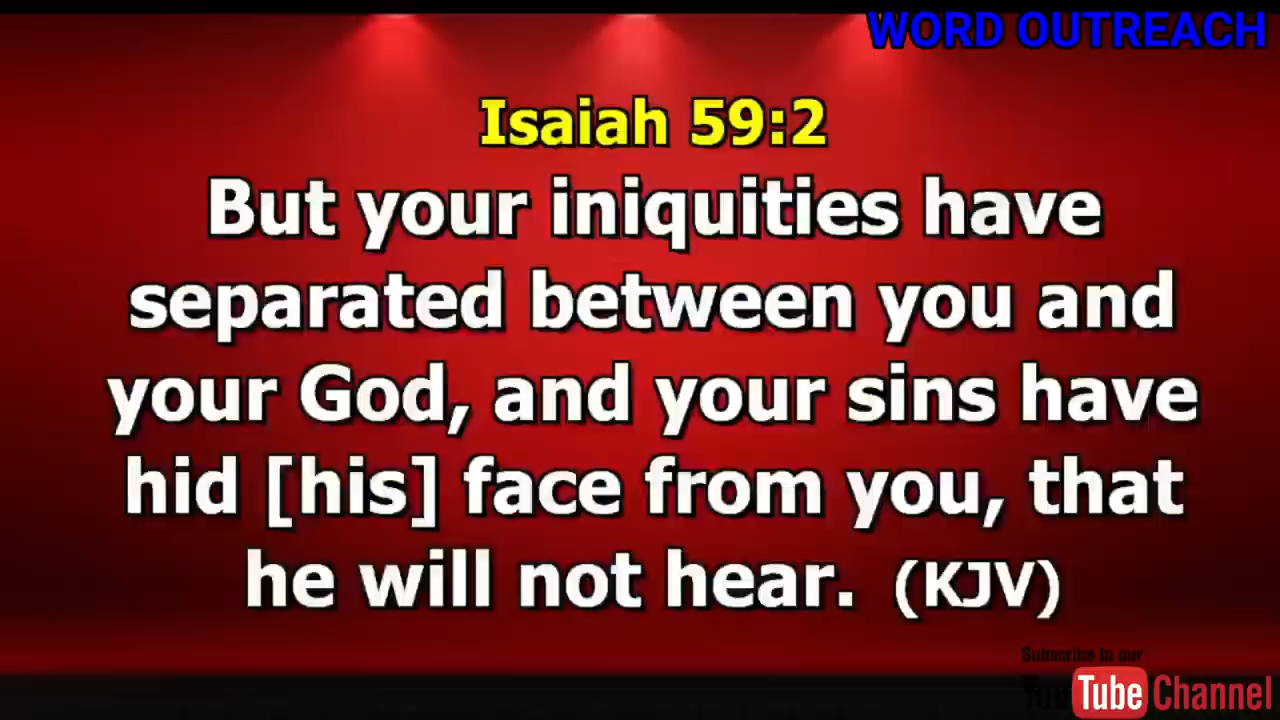 WORD OUTREACH
Isaiah 59:2
But your iniquities have
separated between you and
your God, and your sins have
hid [his] face from you, that
he will not hear. (KJV)
Subscribe to our
YouTube Channel